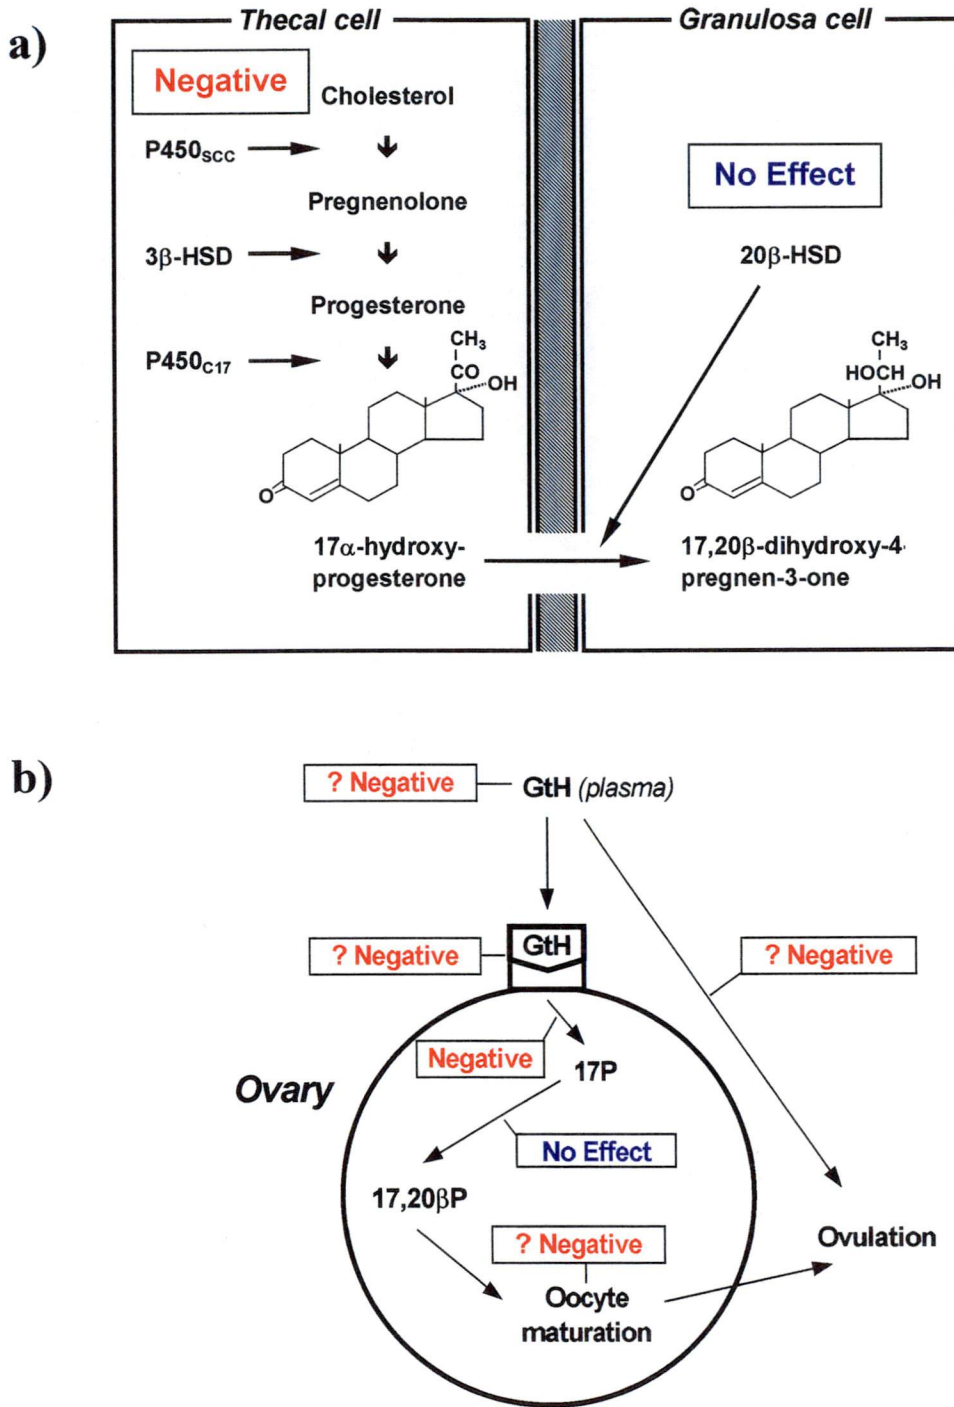 a)
Thecal cell
Granulosa cell
Negative
Cholesterol
P450SCC
Pregnenolone
No Effect
3β-HSD
20β-HSD
Progesterone
P450C17
CH3
CO
OH
O
CH3
HOCH
OH
O
17α-hydroxy-
progesterone
17,20β-dihydroxy-4-
pregnen-3-one
b)
? Negative
GtH (plasma)
? Negative
GtH
? Negative
Negative
17P
Ovary
No Effect
17,20βP
? Negative
Ovulation
Oocyte
maturation